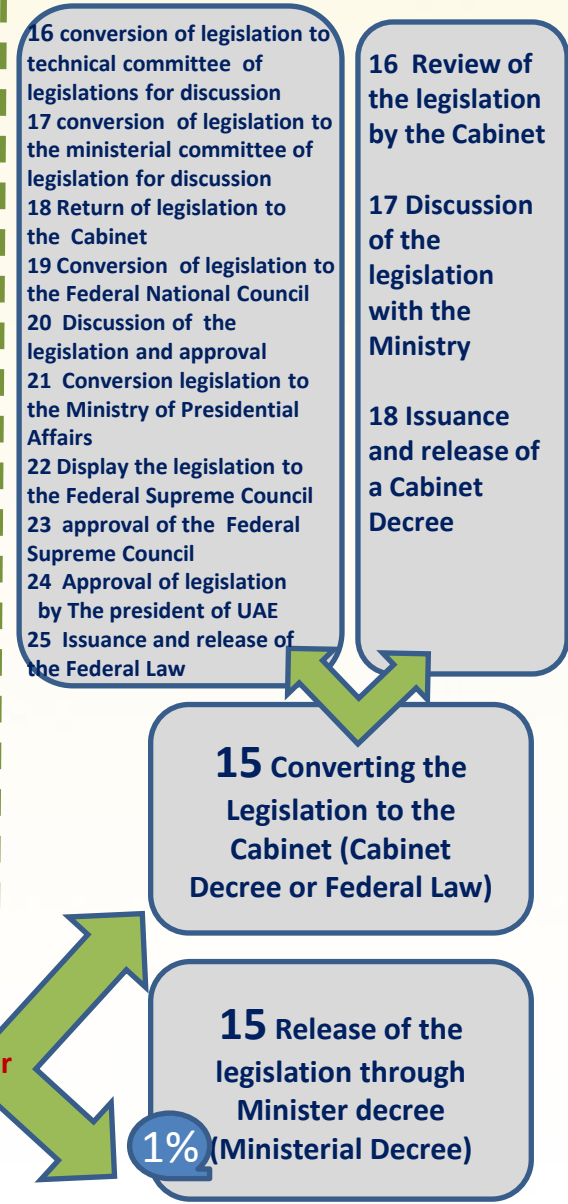 16 conversion of legislation to
technical committee of
legislations for discussion
17 conversion of legislation to
the ministerial committee of
legislation for discussion
18 Return of legislation to
the Cabinet
19 Conversion of legislation to
the Federal National Council
20 Discussion of the
legislation and approval
21 Conversion legislation to
the Ministry of Presidential
Affairs
22 Display the legislation to
the Federal Supreme Council
23 approval of the Federal
Supreme Council
24 Approval of legislation
by The president of UAE
25 Issuance and release of
the Federal Law
16 Review of
the legislation
by the Cabinet
17 Discussion
of the
legislation
with the
Ministry
18 Issuance
and release of
a Cabinet
Decree
15 Converting the
Legislation to the
Cabinet (Cabinet
Decree or Federal Law)
15 Release of the
legislation through
Minister decree
(Ministerial Decree)
1%